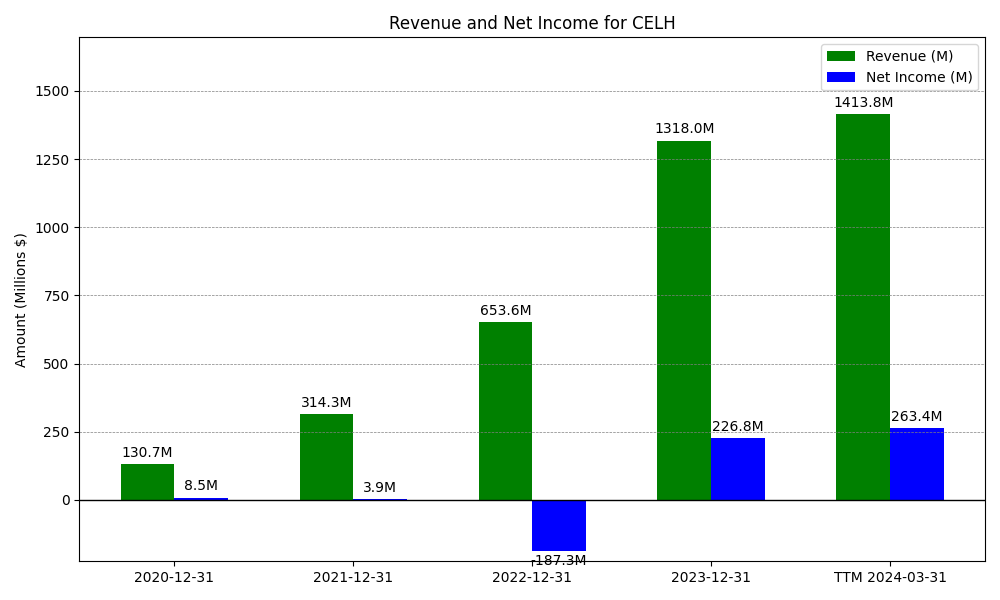 Revenue and Net Income for CELH
Revenue (M)
Net Income (M)
Amount (Millions $)
1500
1250
1000
750
500
250
0
130.7M
8.5M
314.3M
3.9M
653.6M
-187.3M
1318.0M
226.8M
1413.8M
263.4M
2020-12-31
2021-12-31
2022-12-31
2023-12-31
TTM 2024-03-31